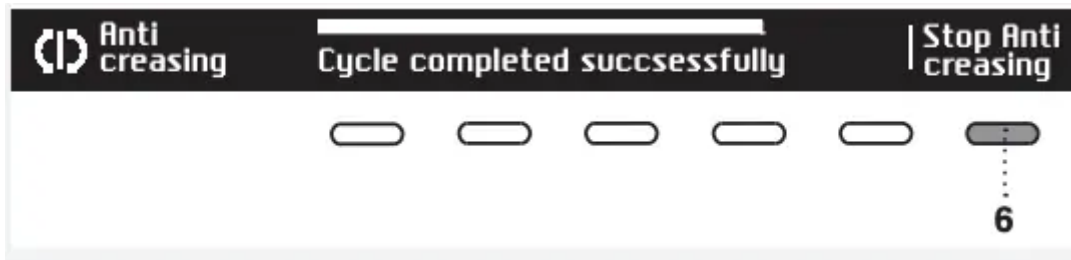 Anti
creasing
Cycle completed succsessfully
Stop Anti
creasing
6